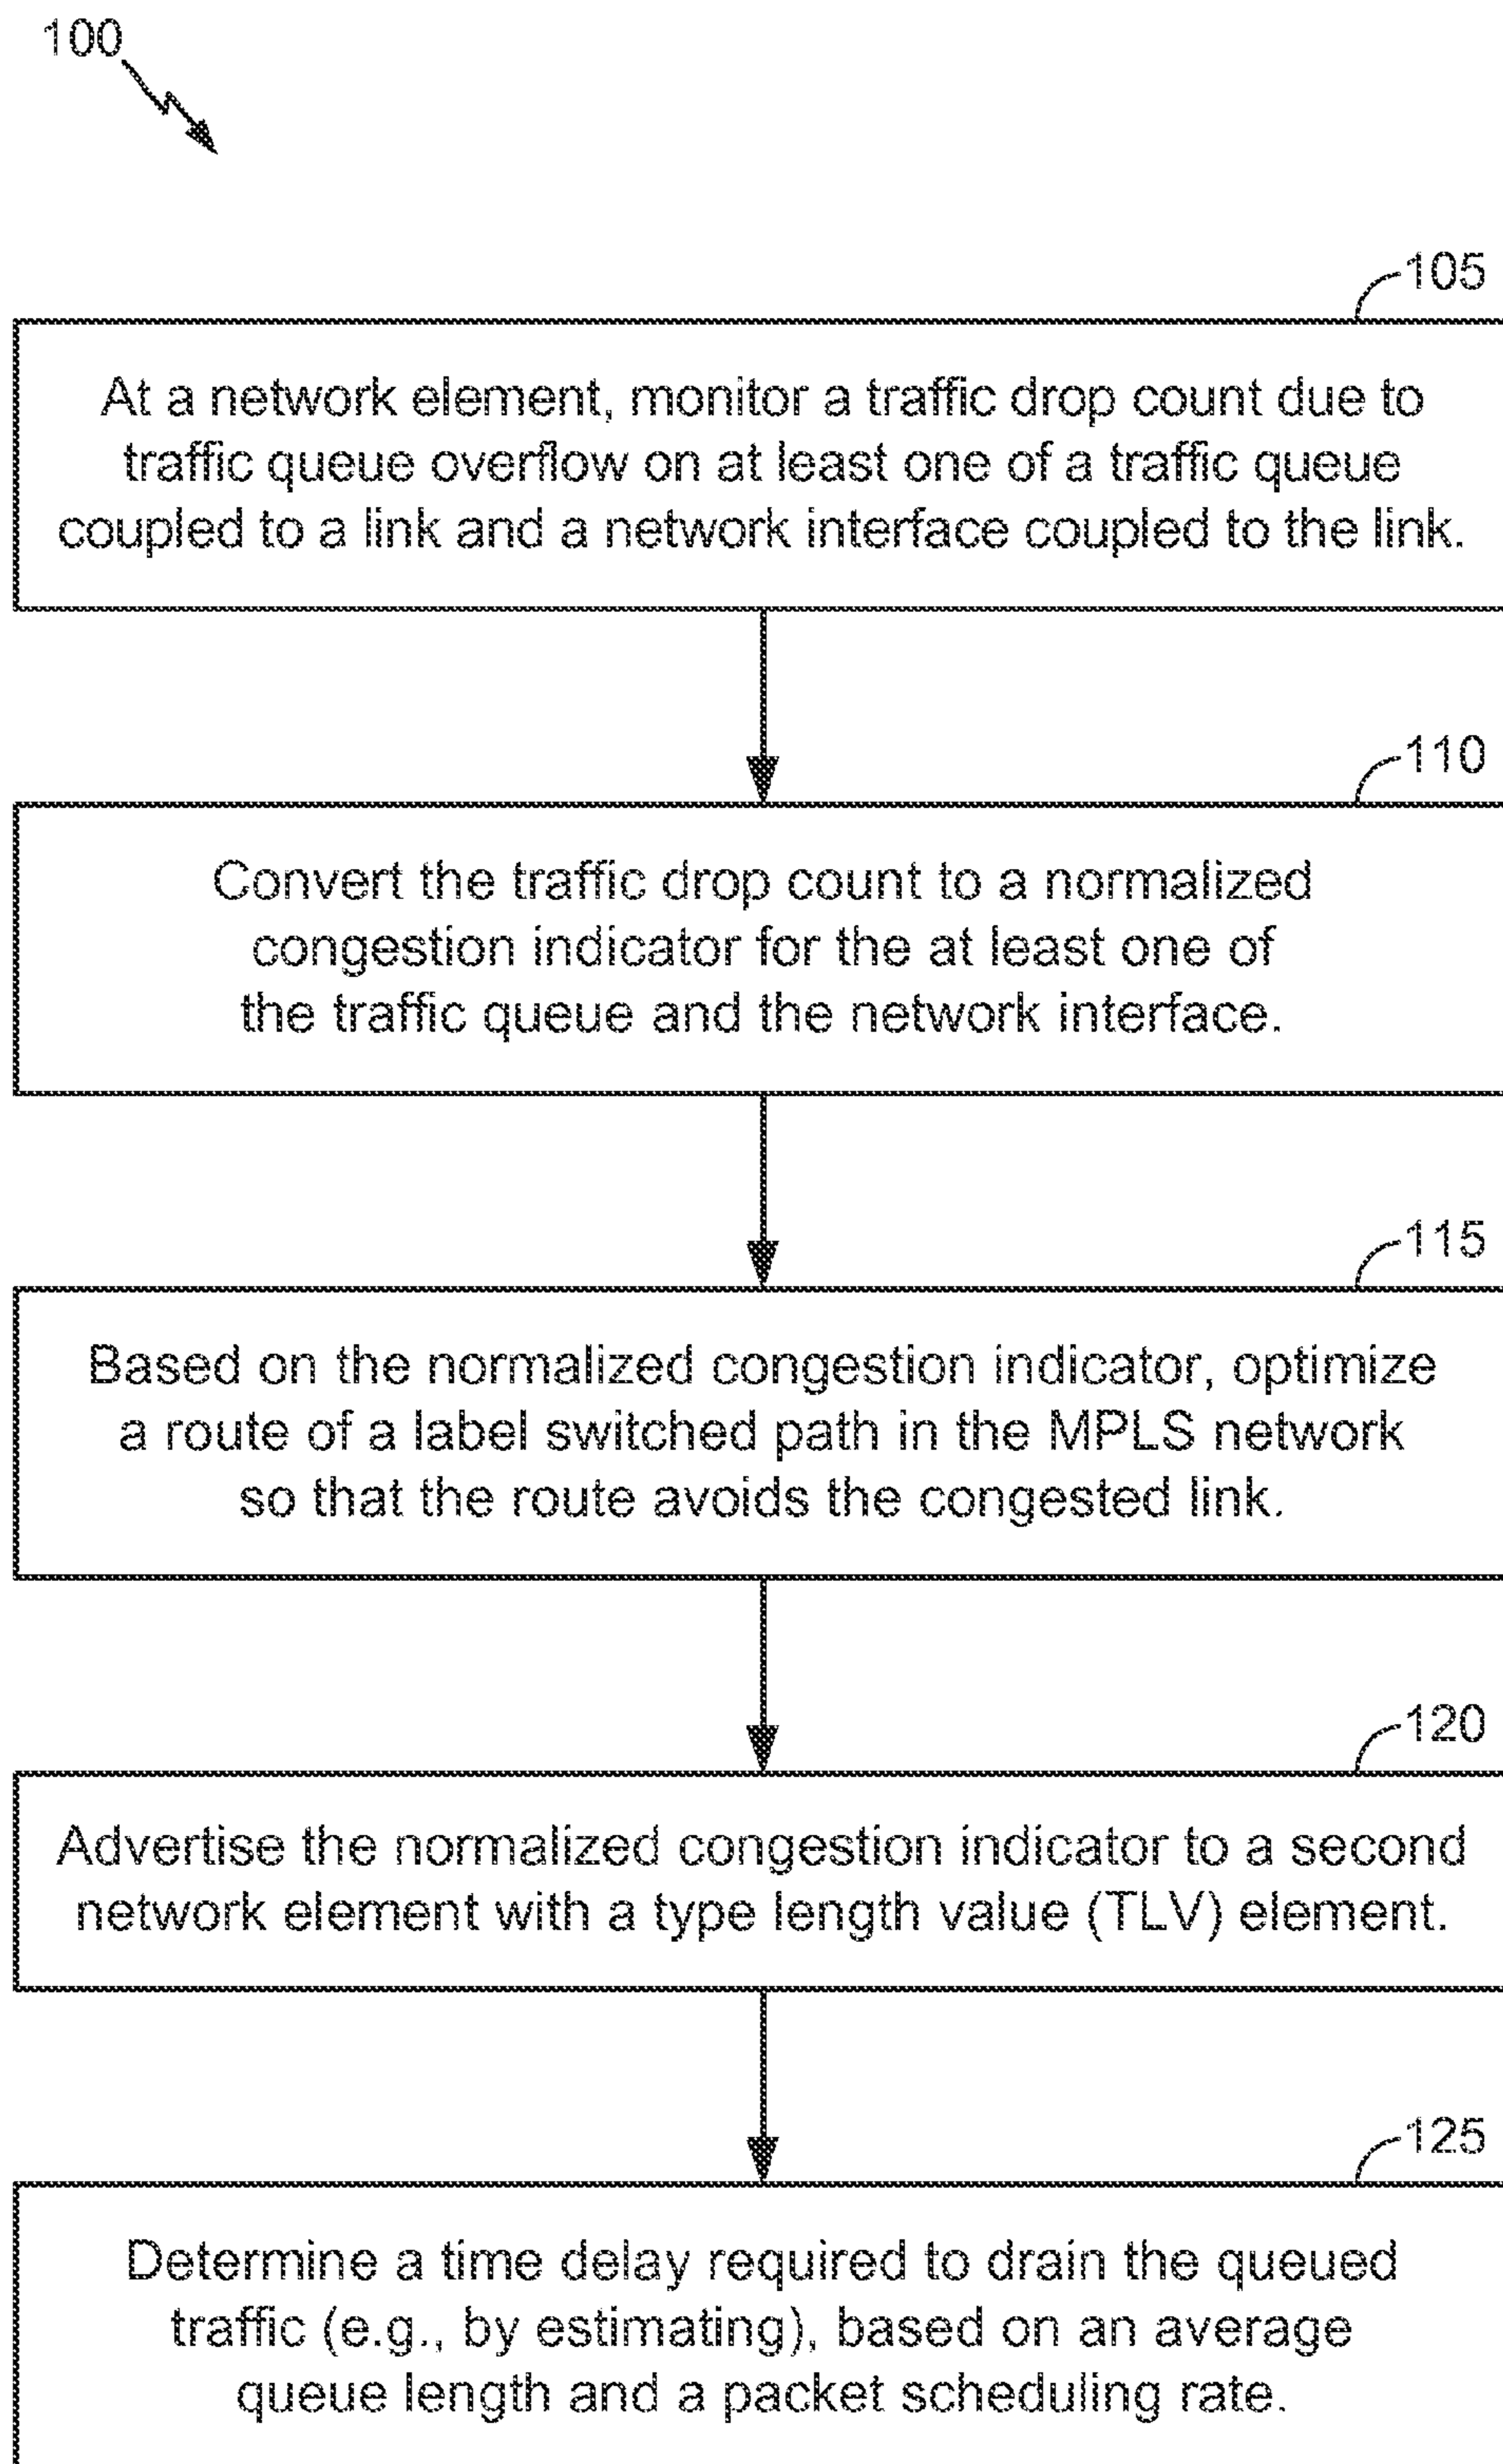 100
105
At a network element, monitor a traffic drop count due to
traffic queue overflow on at least one of a traffic queue
coupled to a link and a network interface coupled to the link.
110
Convert the traffic drop count to a normalized
congestion indicator for the at least one of
the traffic queue and the network interface.
115
Based on the normalized congestion indicator, optimize
a route of a label switched path in the MPLS network
so that the route avoids the congested link.
120
Advertise the normalized congestion indicator to a second
network element with a type length value (TLV) element.
125
Determine a time delay required to drain the queued
traffic (e.g., by estimating), based on an average
queue length and a packet scheduling rate.